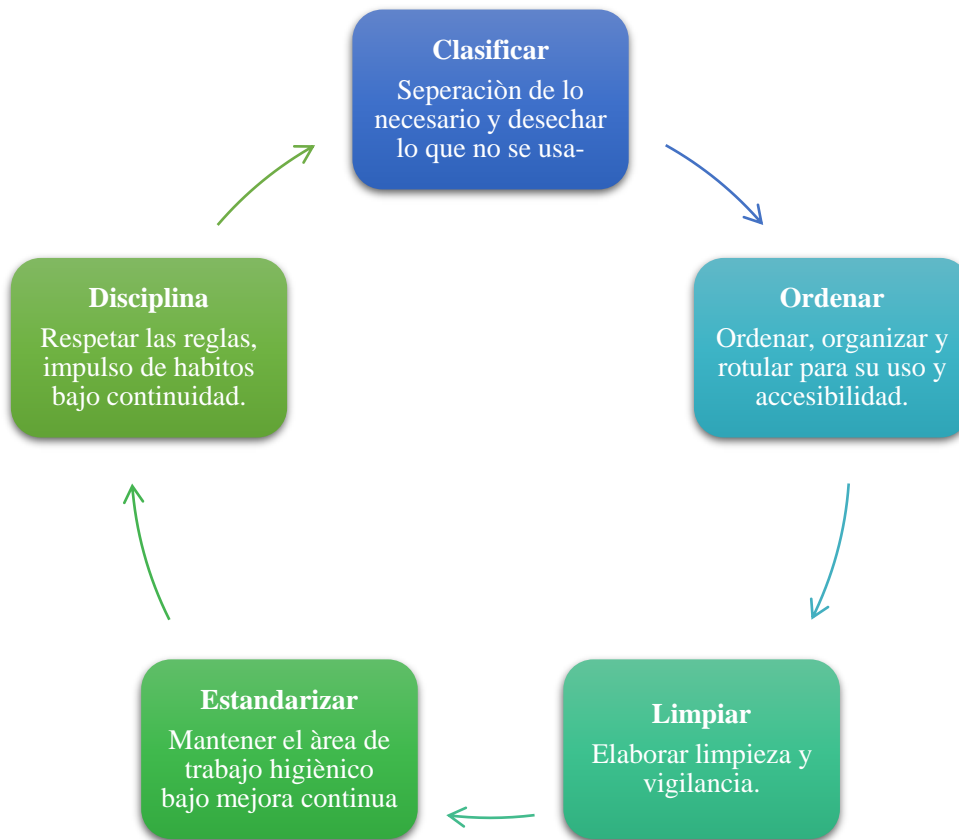 Clasificar
Seperaciòn de lo
necesario y desechar
lo que no se usa-
Ordenar
Ordenar, organizar y
rotular para su uso y
accesibilidad.
Limpiar
Elaborar limpieza y
vigilancia.
Estandarizar
Mantener el àrea de
trabajo higiènico
bajo mejora continua
Disciplina
Respetar las reglas,
impulso de habitos
bajo continuidad.